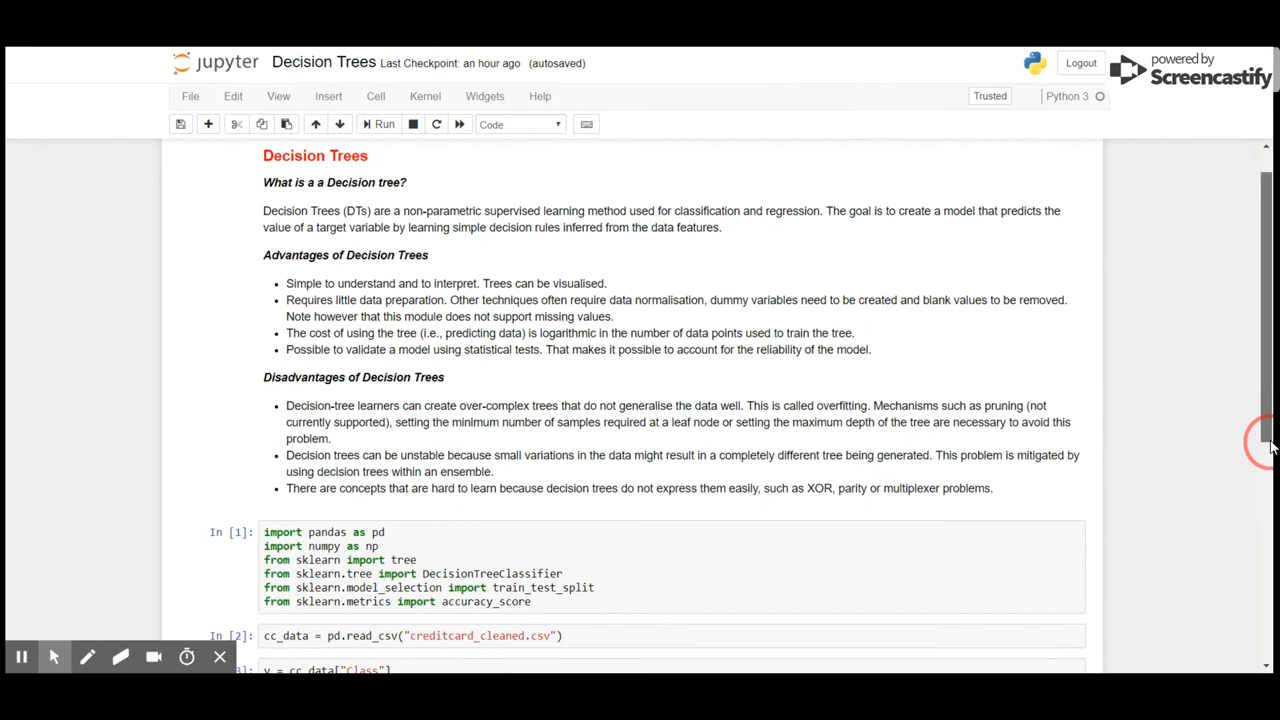 jupyter Decision Trees Last Checkpoint: an hour ago (autosaved) Logout
powered by
Screencastify
File Edit View Insert Cell Kernel Widgets Help Trusted Python 3
Run Code
Decision Trees
What is a a Decision tree?
Decision Trees (DTs) are a non-parametric supervised learning method used for classification and regression. The goal is to create a model that predicts the
value of a target variable by learning simple decision rules inferred from the data features.
Advantages of Decision Trees
• Simple to understand and to interpret. Trees can be visualised.
• Requires little data preparation. Other techniques often require data normalisation, dummy variables need to be created and blank values to be removed.
Note however that this module does not support missing values.
• The cost of using the tree (i.e., predicting data) is logarithmic in the number of data points used to train the tree.
• Possible to validate a model using statistical tests. That makes it possible to account for the reliability of the model.
Disadvantages of Decision Trees
• Decision-tree learners can create over-complex trees that do not generalise the data well. This is called overfitting. Mechanisms such as pruning (not
currently supported), setting the minimum number of samples required at a leaf node or setting the maximum depth of the tree are necessary to avoid this
problem.
• Decision trees can be unstable because small variations in the data might result in a completely different tree being generated. This problem is mitigated by
using decision trees within an ensemble.
• There are concepts that are hard to learn because decision trees do not express them easily, such as XOR, parity or multiplexer problems.
In [1]: import pandas as pd
import numpy as np
from sklearn import tree
from sklearn.tree import DecisionTreeClassifier
from sklearn.model_selection import train_test_split
from sklearn.metrics import accuracy_score
In [2]: cc_data = pd.read_csv("creditcard_cleaned.csv")
3]: y = cc_data["Class"]